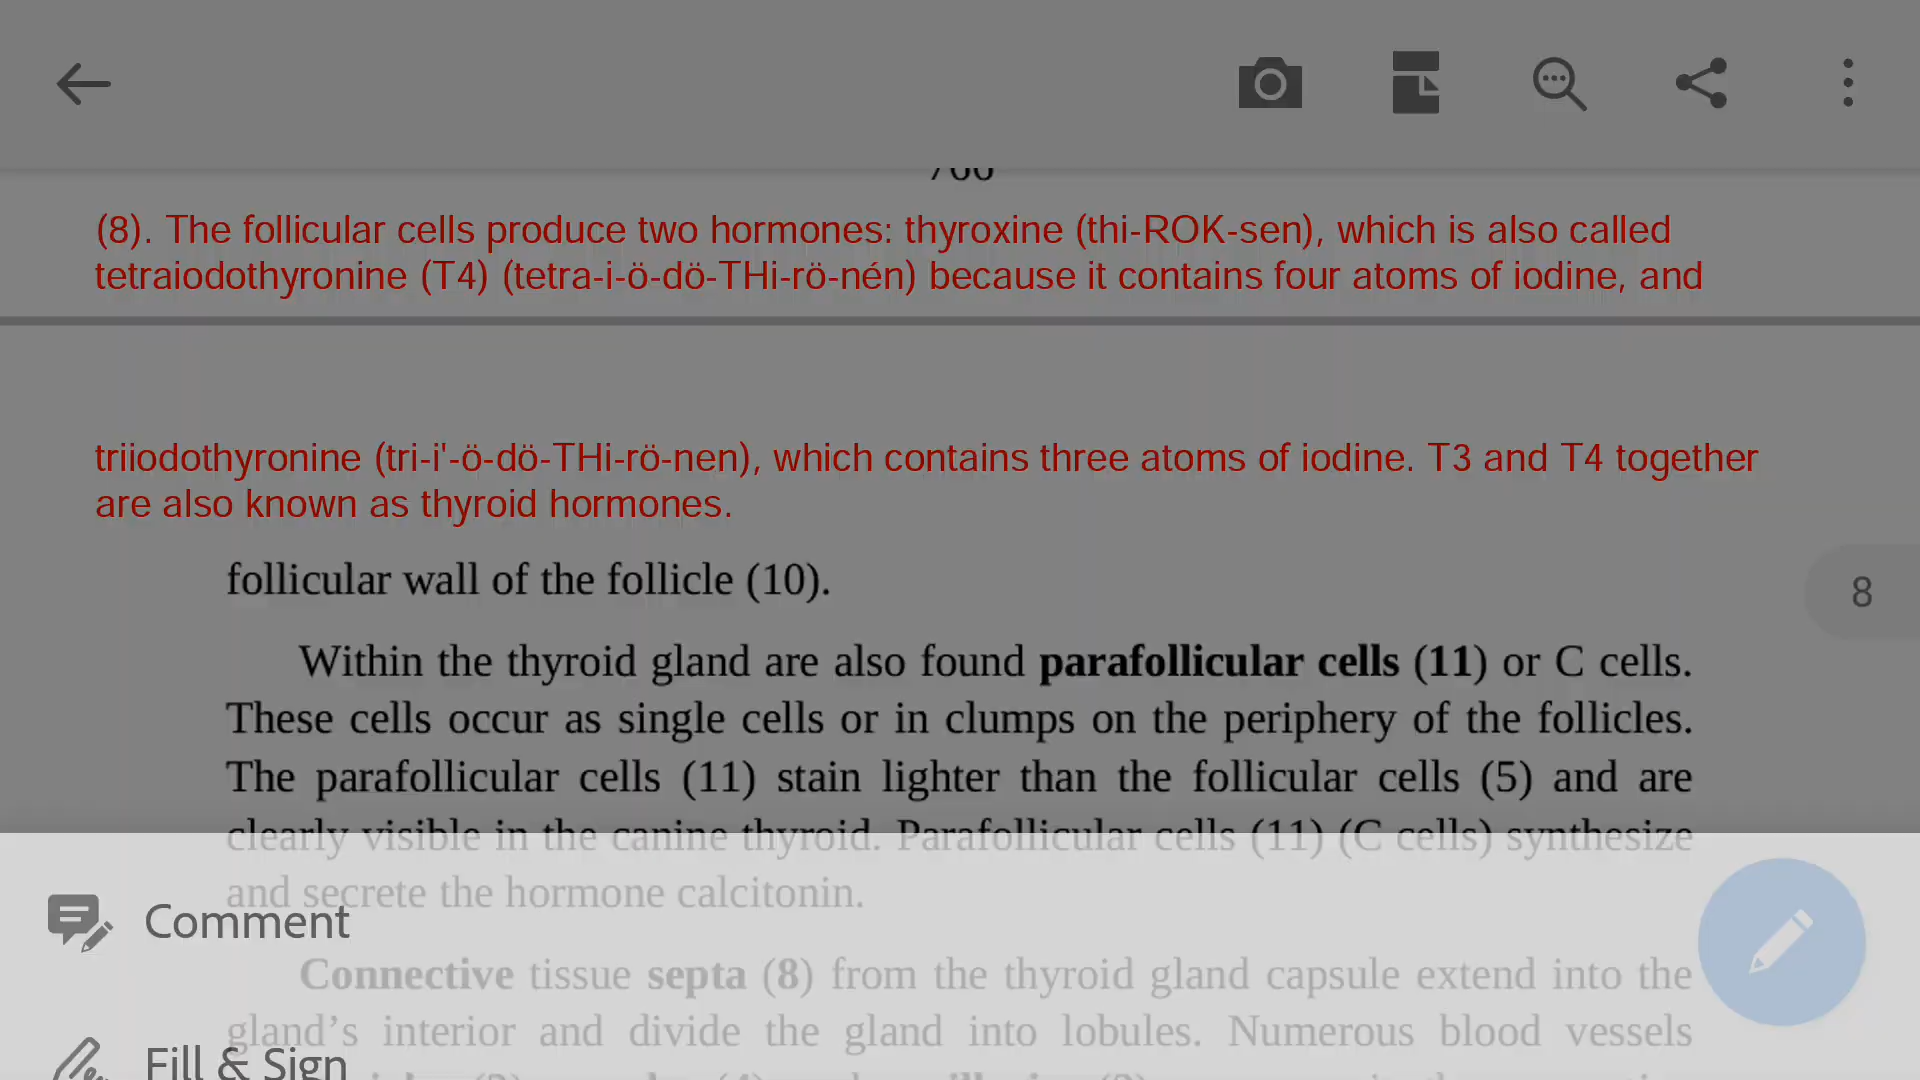 (8). The follicular cells produce two hormones: thyroxine (thi-ROK-sen), which is also called
tetraiodothyronine (T4) (tetra-i-ö-dö-THi-rö-nén) because it contains four atoms of iodine, and
triiodothyronine (tri-i'-ö-dö-THi-rö-nen), which contains three atoms of iodine. T3 and T4 together
are also known as thyroid hormones.
follicular wall of the follicle (10).
8
Within the thyroid gland are also found parafollicular cells (11) or C cells.
These cells occur as single cells or in clumps on the periphery of the follicles.
The parafollicular cells (11) stain lighter than the follicular cells (5) and are
clearly visible in the canine thyroid. Parafollicular cells (11) (C cells) synthesize
and secrete the hormone calcitonin.
Comment
Connective tissue septa (8) from the thyroid gland capsule extend into the
gland’s interior and divide the gland into lobules. Numerous blood vessels
Fill & Sign